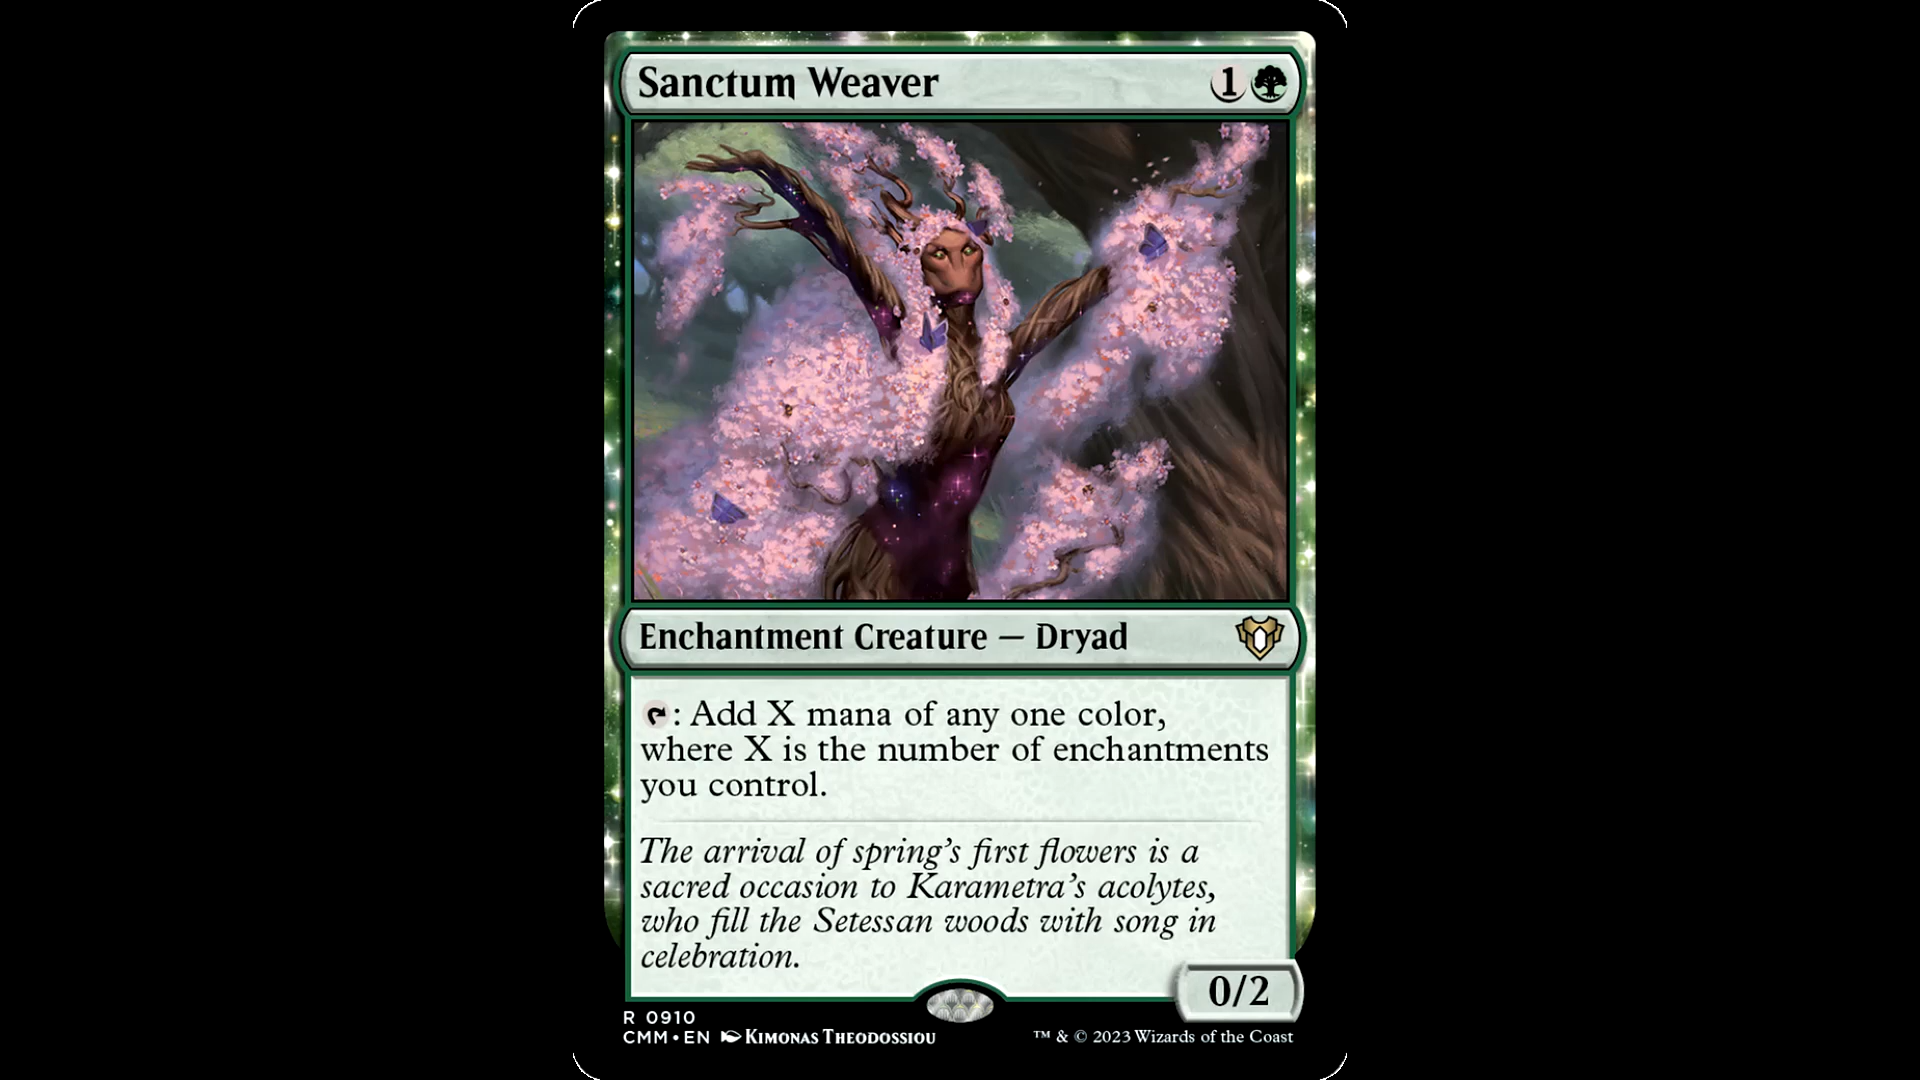 Sanctum Weaver 1
Enchantment Creature — Dryad
: Add X mana of any one color,
where X is the number of enchantments
you control.
The arrival of spring's first flowers is a
sacred occasion to Karametra's acolytes,
who fill the Setessan woods with song in
celebration.
0/2
R 0910
CMM • EN Kimonas Theodossiou
™ & © 2023 Wizards of the Coast